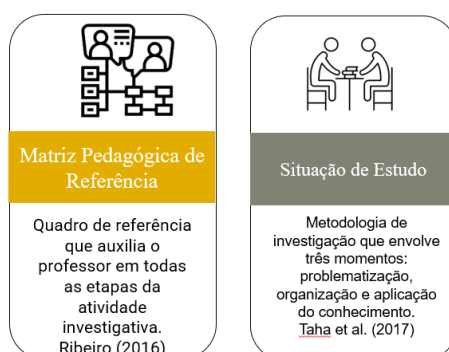 Matriz Pedagógica de
Referência
Quadro de referência
que auxilia o
professor em todas
as etapas da
atividade
investigativa.
Ribeiro (2016)
Situação de Estudo
Metodologia de
investigação que envolve
três momentos:
problematização,
organização e aplicação
do conhecimento.
Taha et al. (2017)